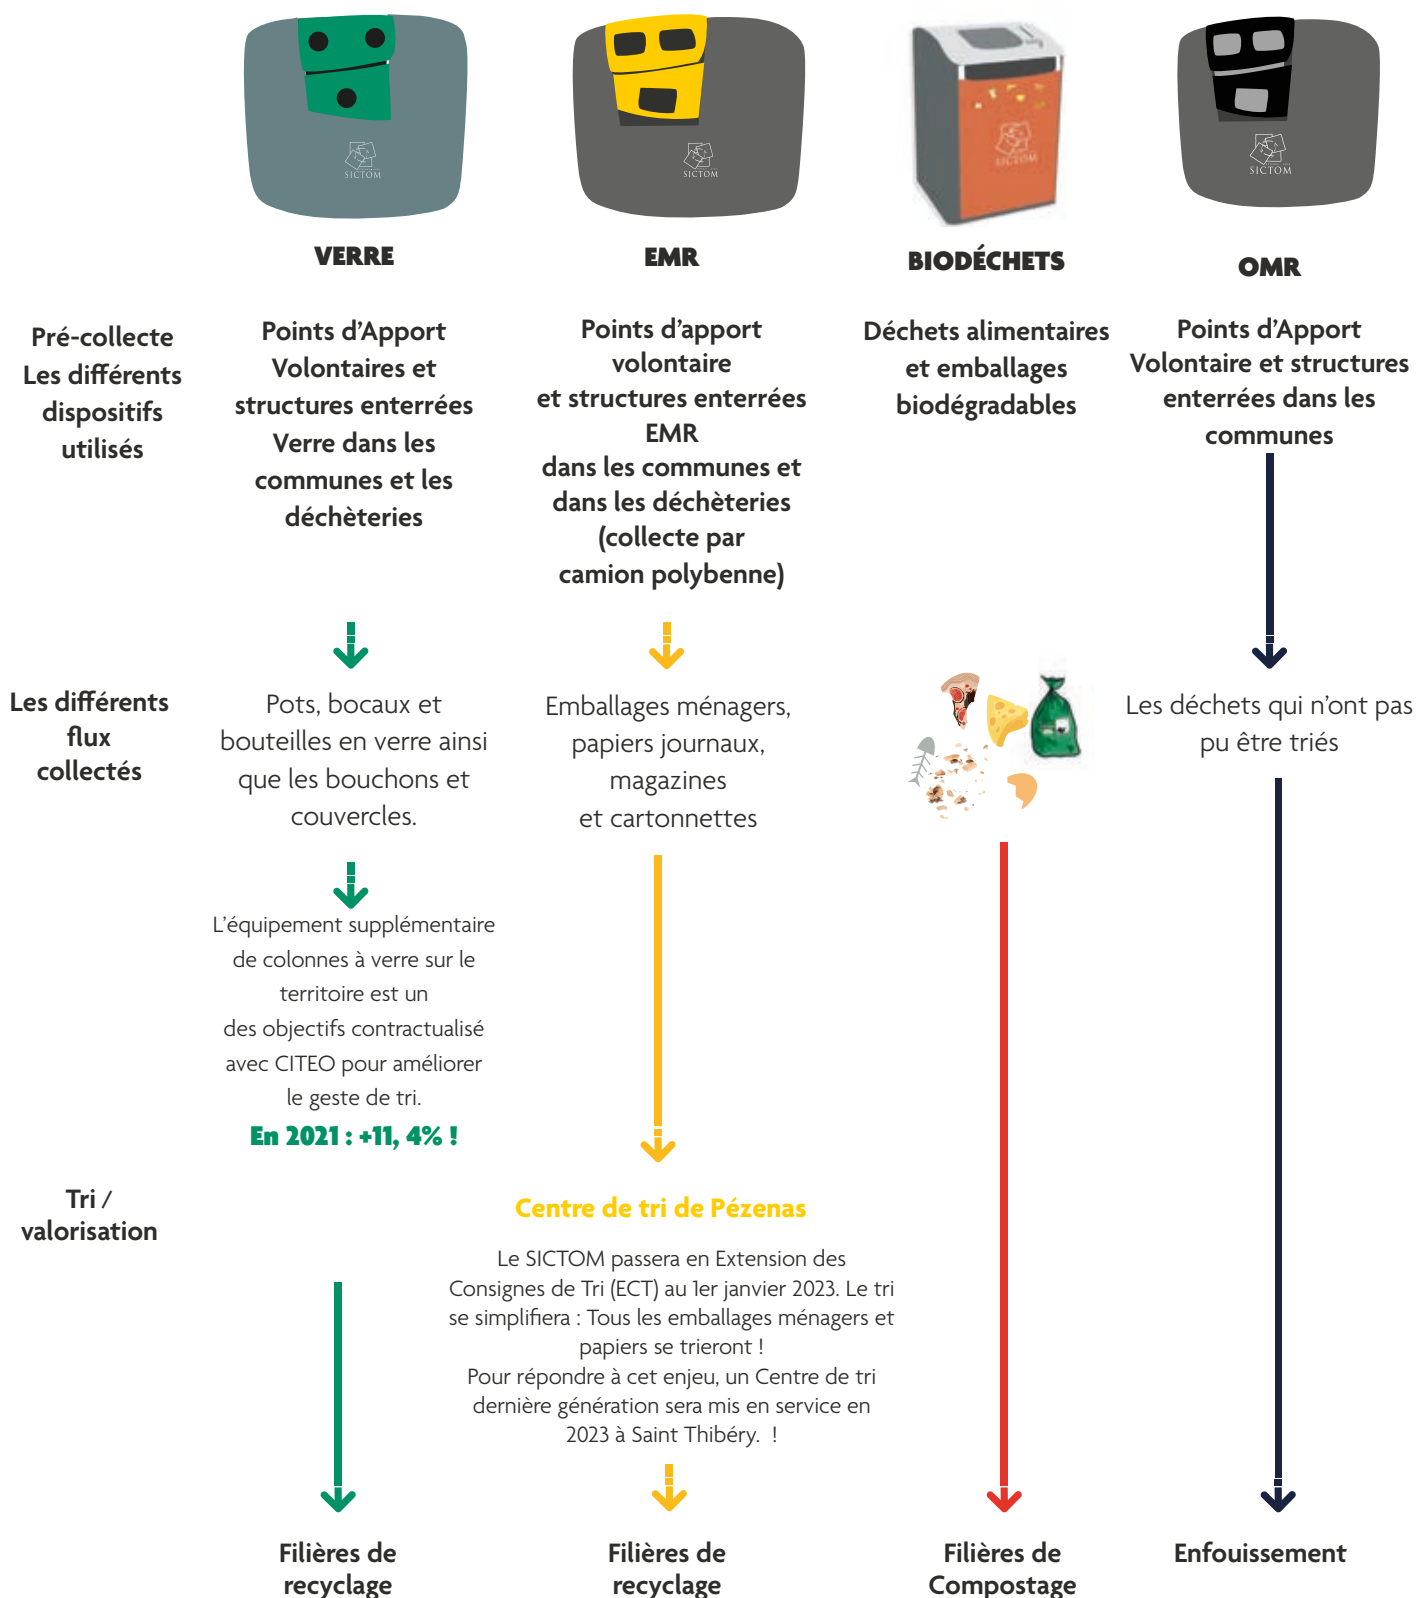 SICTOM
SICTOM
SICTOM
SICTOM
VERRE
EMR
BIODÉCHETS
OMR
Pré-collecte
Les différents
dispositifs
utilisés
Points d'Apport
Volontaires et
structures enterrées
Verre dans les
communes et les
déchèteries
Points d'apport
volontaire
et structures enterrées
EMR
dans les communes et
dans les déchèteries
(collecte par
camion polybenne)
Déchets alimentaires
et emballages
biodégradables
Points d'Apport
Volontaire et structures
enterrées dans les
communes
Les différents
flux
collectés
Pots, bocaux et
bouteilles en verre ainsi
que les bouchons et
couvercles.
Emballages ménagers,
papiers journaux,
magazines
et cartonnettes
Les déchets qui n'ont pas
pu être triés
L'équipement supplémentaire
de colonnes à verre sur le
territoire est un
des objectifs contractualisé
avec CITEO pour améliorer
le geste de tri.
En 2021 : +11, 4% !
Tri /
valorisation
Centre de tri de Pézenas
Le SICTOM passera en Extension des
Consignes de Tri (ECT) au 1er janvier 2023. Le tri
se simplifiera : Tous les emballages ménagers et
papiers se trieront !
Pour répondre à cet enjeu, un Centre de tri
dernière génération sera mis en service en
2023 à Saint Thibéry.  !
Filières de
recyclage
Filières de
recyclage
Filières de
Compostage
Enfouissement